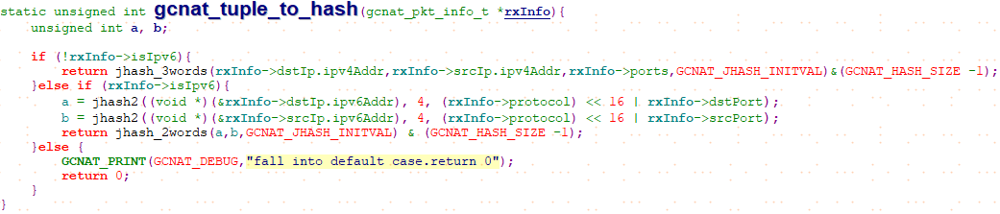 static unsigned int gcnat_tuple_to_hash(gcnat_pkt_info_t *rxInfo){
    unsigned int a, b;

    if (!rxInfo->isIpv6){
        return jhash_3words(rxInfo->dstIp.ipv4Addr,rxInfo->srcIp.ipv4Addr,rxInfo->ports,GCNAT_JHASH_INITVAL)&(GCNAT_HASH_SIZE -1);
    }else if (rxInfo->isIpv6){
        a = jhash2((void *)(&rxInfo->dstIp.ipv6Addr), 4, (rxInfo->protocol) << 16 | rxInfo->dstPort);
        b = jhash2((void *)(&rxInfo->srcIp.ipv6Addr), 4, (rxInfo->protocol) << 16 | rxInfo->srcPort);
        return jhash_2words(a,b,GCNAT_JHASH_INITVAL) & (GCNAT_HASH_SIZE -1);
    }else {
        GCNAT_PRINT(GCNAT_DEBUG,"fall into default case.return 0");
        return 0;
    }
}